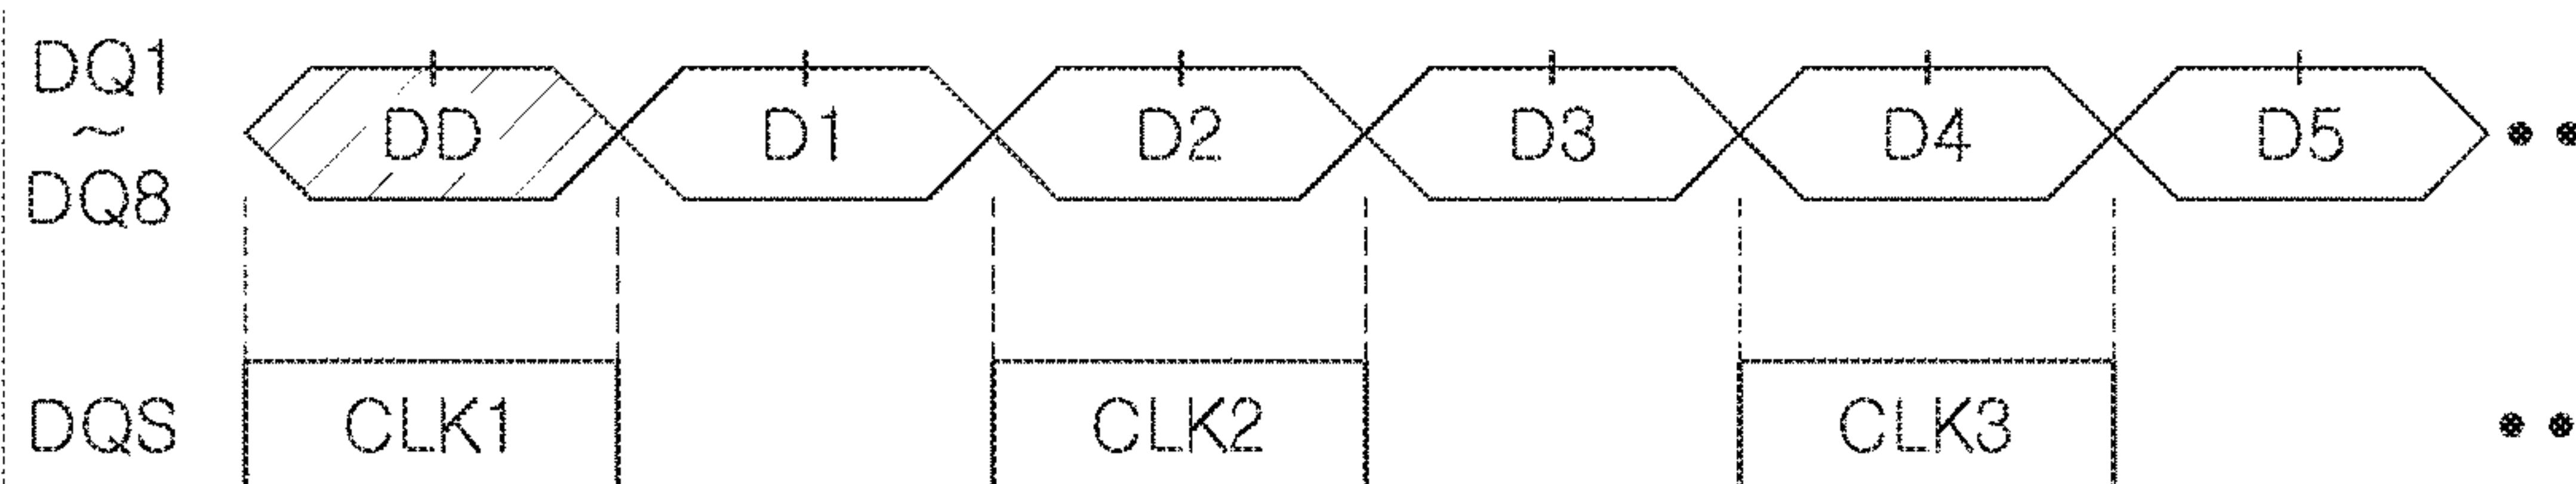 DQ1
~
DQ8
DD D1 D2 D3 D4 D5
DQS CLK1 CLK2 CLK3